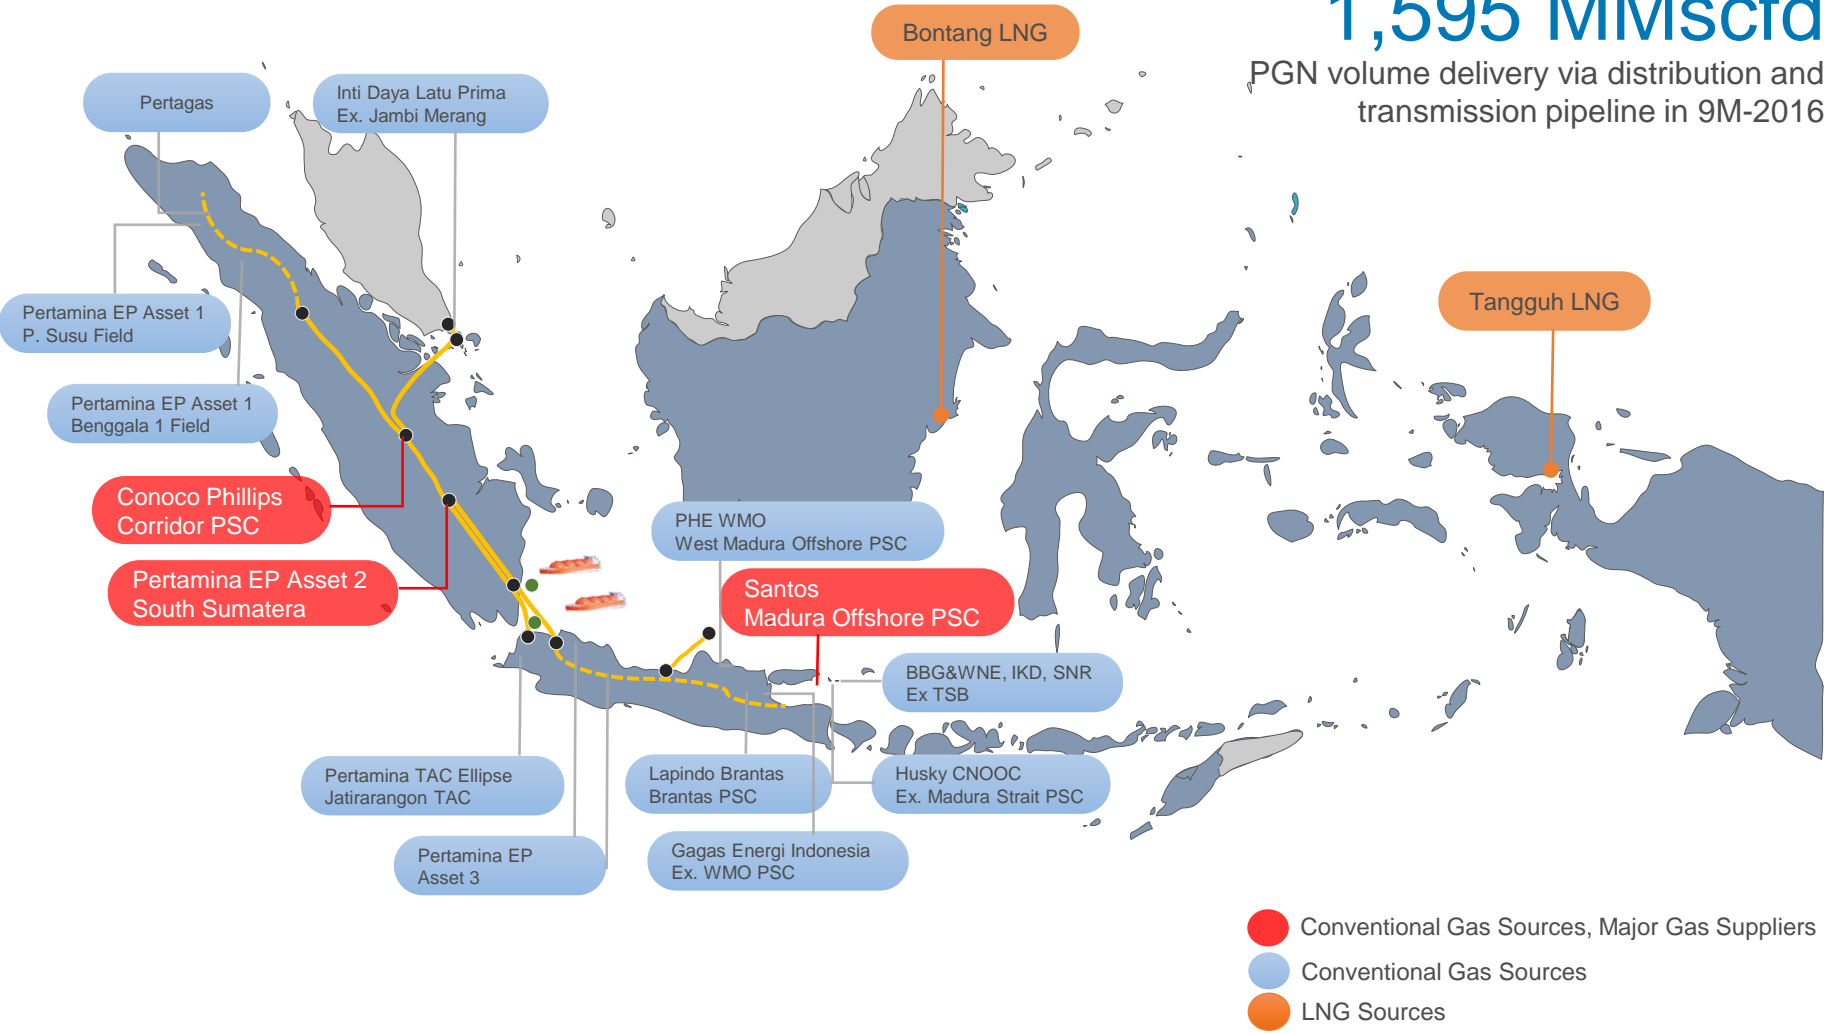 1,595 MMscfd
PGN volume delivery via distribution and
transmission pipeline in 9M-2016
Bontang LNG
Pertagas
Inti Daya Latu Prima
Ex. Jambi Merang
Tangguh LNG
Pertamina EP Asset 1
P. Susu Field
Pertamina EP Asset 1
Benggala 1 Field
Conoco Phillips
Corridor PSC
Pertamina EP Asset 2
South Sumatera
PHE WMO
West Madura Offshore PSC
Santos
Madura Offshore PSC
BBG&WNE, IKD, SNR
Ex TSB
Pertamina TAC Ellipse
Jatirarangon TAC
Lapindo Brantas
Brantas PSC
Husky CNOOC
Ex. Madura Strait PSC
Pertamina EP
Asset 3
Gagas Energi Indonesia
Ex. WMO PSC
Conventional Gas Sources, Major Gas Suppliers
Conventional Gas Sources
LNG Sources